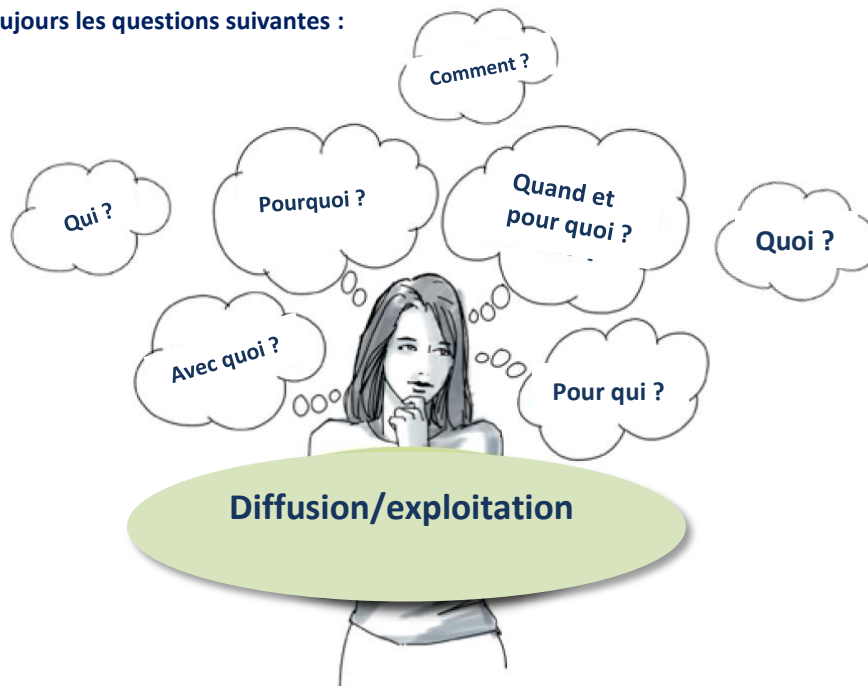 ujours les questions suivantes :
Comment ?
Qui ?
Pourquoi ?
Quand et
pour quoi ?
Quoi ?
Avec quoi ?
Pour qui ?
Diffusion/exploitation